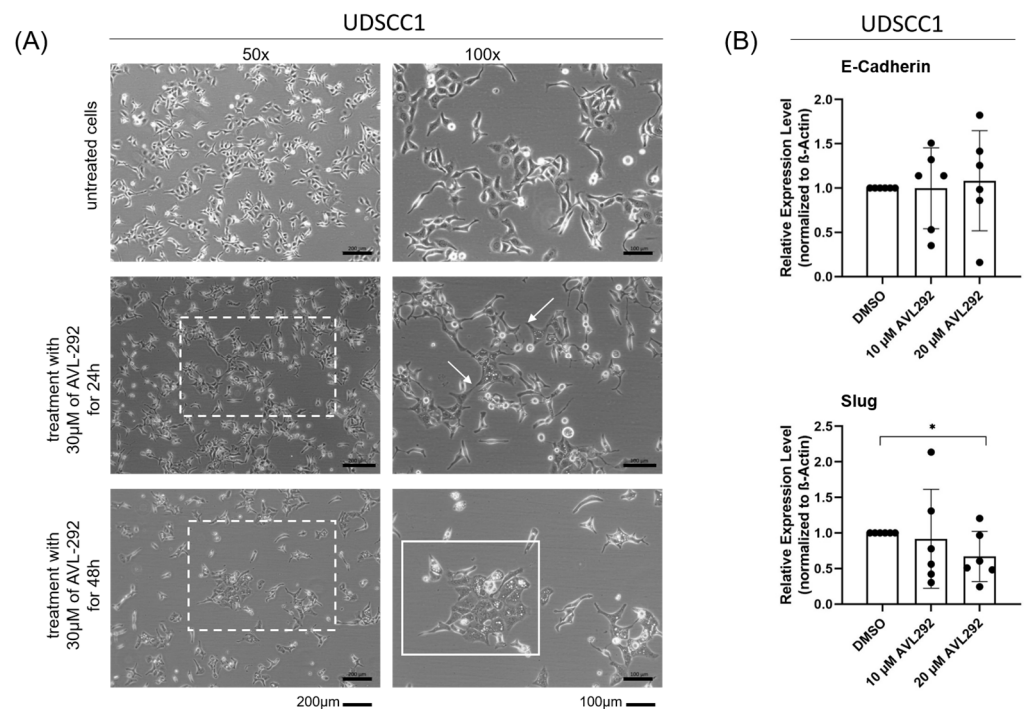 (A)
UDSCC1
50x
100x
untreated cells
200 µm
100 µm
treatment with
30µM of AVL-292
for 24h
treatment with
30µM of AVL-292
for 48h
200µm
100µm
(B)
UDSCC1
E-Cadherin
Relative Expression Level
(normalized to ß-Actin)
2.0
1.5
1.0
0.5
0.0
DMSO
10 µM AVL292
20 µM AVL292
Slug
*
Relative Expression Level
(normalized to ß-Actin)
2.5
2.0
1.5
1.0
0.5
0.0
DMSO
10 µM AVL292
20 µM AVL292